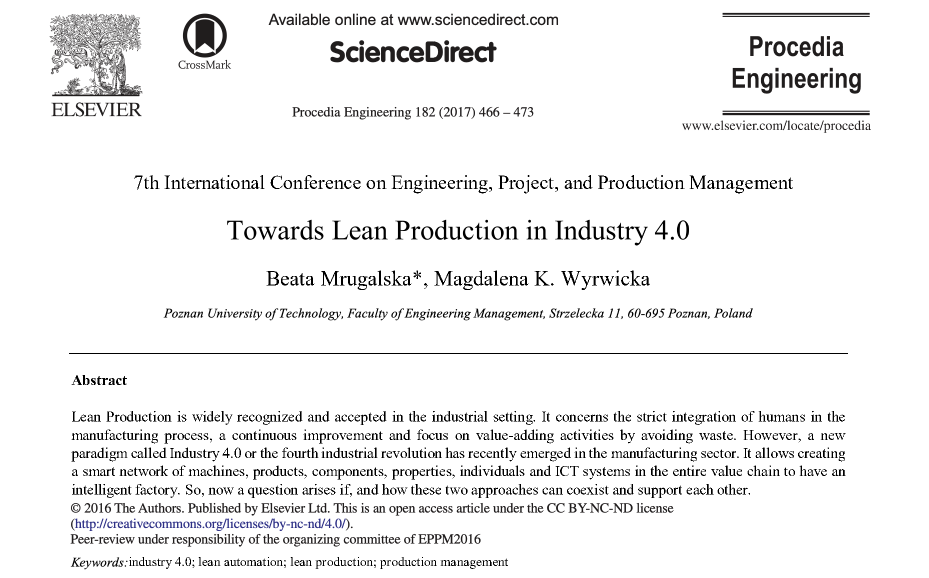 Available online at www.sciencedirect.com
ELSEVIER
CrossMark
ScienceDirect
Procedia Engineering 182 (2017) 466 – 473
Procedia
Engineering
www.elsevier.com/locate/procedia
7th International Conference on Engineering, Project, and Production Management
Towards Lean Production in Industry 4.0
Beata Mrugalska*, Magdalena K. Wyrwicka
Poznan University of Technology, Faculty of Engineering Management, Strzelecka 11, 60-695 Poznan, Poland
Abstract
Lean Production is widely recognized and accepted in the industrial setting. It concerns the strict integration of humans in the
manufacturing process, a continuous improvement and focus on value-adding activities by avoiding waste. However, a new
paradigm called Industry 4.0 or the fourth industrial revolution has recently emerged in the manufacturing sector. It allows creating
a smart network of machines, products, components, properties, individuals and ICT systems in the entire value chain to have an
intelligent factory. So, now a question arises if, and how these two approaches can coexist and support each other.
© 2016 The Authors. Published by Elsevier Ltd. This is an open access article under the CC BY-NC-ND license
(http://creativecommons.org/licenses/by-nc-nd/4.0/).
Peer-review under responsibility of the organizing committee of EPPM2016
Keywords:industry 4.0; lean automation; lean production; production management